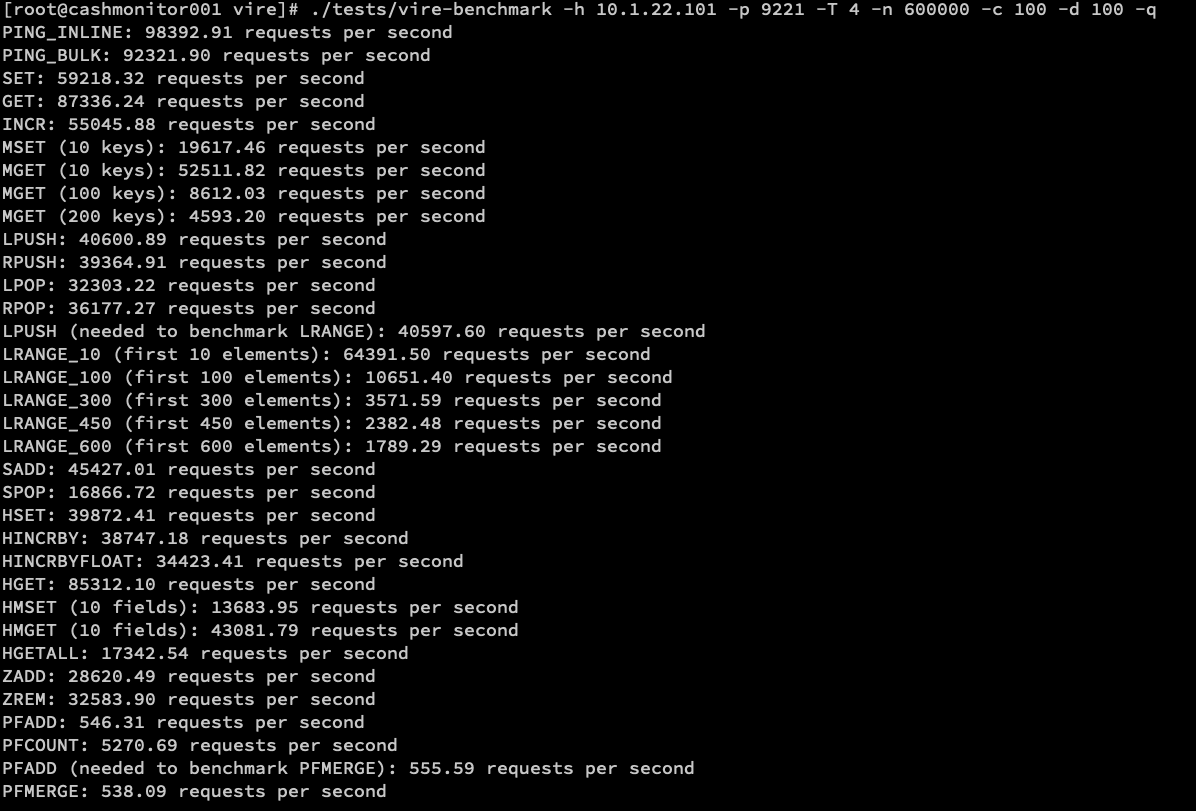 [root@cashmonitor001 vire]# ./tests/vire-benchmark -h 10.1.22.101 -p 9221 -T 4 -n 600000 -c 100 -d 100 -q
PING_INLINE: 98392.91 requests per second
PING_BULK: 92321.90 requests per second
SET: 59218.32 requests per second
GET: 87336.24 requests per second
INCR: 55045.88 requests per second
MSET (10 keys): 19617.46 requests per second
MGET (10 keys): 52511.82 requests per second
MGET (100 keys): 8612.03 requests per second
MGET (200 keys): 4593.20 requests per second
LPUSH: 40600.89 requests per second
RPUSH: 39364.91 requests per second
LPOP: 32303.22 requests per second
RPOP: 36177.27 requests per second
LPUSH (needed to benchmark LRANGE): 40597.60 requests per second
LRANGE_10 (first 10 elements): 64391.50 requests per second
LRANGE_100 (first 100 elements): 10651.40 requests per second
LRANGE_300 (first 300 elements): 3571.59 requests per second
LRANGE_450 (first 450 elements): 2382.48 requests per second
LRANGE_600 (first 600 elements): 1789.29 requests per second
SADD: 45427.01 requests per second
SPOP: 16866.72 requests per second
HSET: 39872.41 requests per second
HINCRBY: 38747.18 requests per second
HINCRBYFLOAT: 34423.41 requests per second
HGET: 85312.10 requests per second
HMSET (10 fields): 13683.95 requests per second
HMGET (10 fields): 43081.79 requests per second
HGETALL: 17342.54 requests per second
ZADD: 28620.49 requests per second
ZREM: 32583.90 requests per second
PFADD: 546.31 requests per second
PFCOUNT: 5270.69 requests per second
PFADD (needed to benchmark PFMERGE): 555.59 requests per second
PFMERGE: 538.09 requests per second